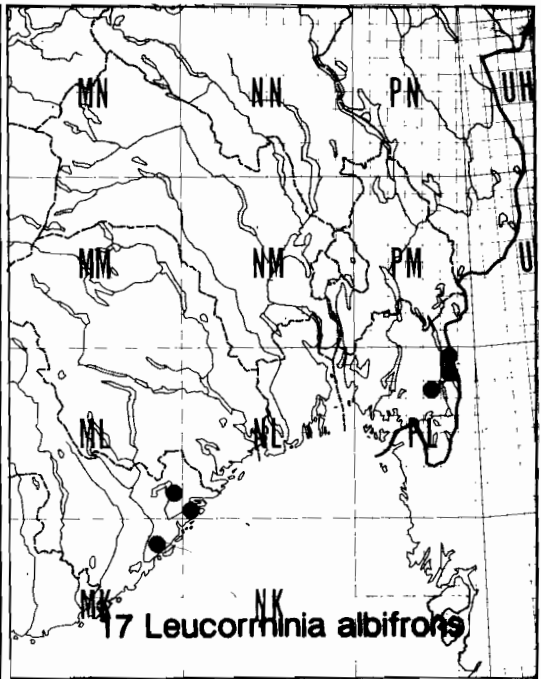 MN NN PN UH
MM NM PM U
ML NL PL
MK NK
17 Leucorrhinia albifrons